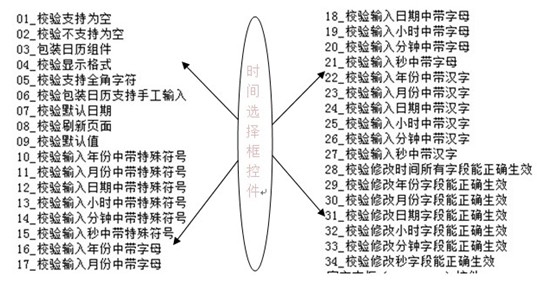 01_校验支持为空
02_校验不支持为空
03_包装日历组件
04_校验显示格式
05_校验支持全角字符
06_校验包装日历支持手工输入
07_校验默认日期
08_校验刷新页面
09_校验默认值
10_校验输入年份中带特殊符号
11_校验输入月份中带特殊符号
12_校验输入日期中带特殊符号
13_校验输入小时中带特殊符号
14_校验输入分钟中带特殊符号
15_校验输入秒中带特殊符号
16_校验输入年份中带字母
17_校验输入月份中带字母
时间选择框控件
18_校验输入日期中带字母
19_校验输入小时中带字母
20_校验输入分钟中带字母
21_校验输入秒中带字母
22_校验输入年份中带汉字
23_校验输入月份中带汉字
24_校验输入日期中带汉字
25_校验输入小时中带汉字
26_校验输入分钟中带汉字
27_校验输入秒中带汉字
28_校验修改时间所有字段能正确生效
29_校验修改年份字段能正确生效
30_校验修改月份字段能正确生效
31_校验修改日期字段能正确生效
32_校验修改小时字段能正确生效
33_校验修改分钟字段能正确生效
34_校验修改秒字段能正确生效